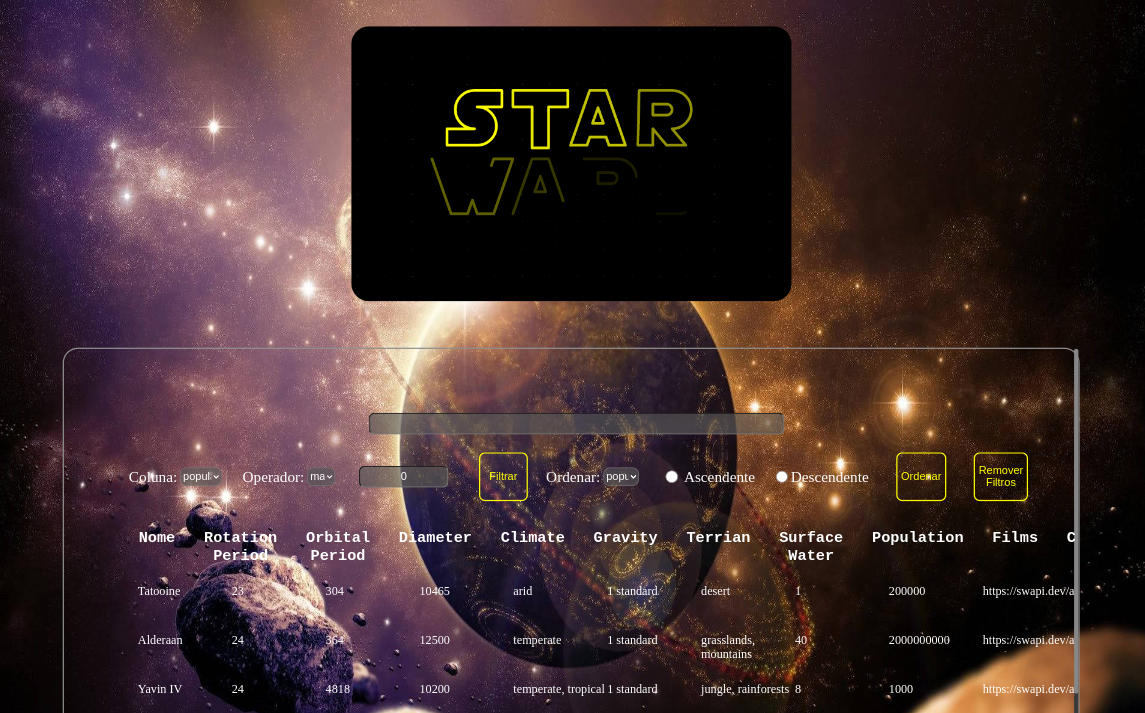 STAR
WAR
Coluna: popul Operador: ma 0 Filtrar Ordenar: popu Ascendente Descendente Ordenar Remover
Filtros
Nome Rotation Orbital Diameter Climate Gravity Terrian Surface Population Films C
Period Period Water
Tatooine 23 304 10465 arid 1 standard desert 1 200000 https://swapi.dev/a
Alderaan 24 364 12500 temperate 1 standard grasslands, 40 2000000000 https://swapi.dev/a
mountains
Yavin IV 24 4818 10200 temperate, tropical 1 standard jungle, rainforests 8 1000 https://swapi.dev/a